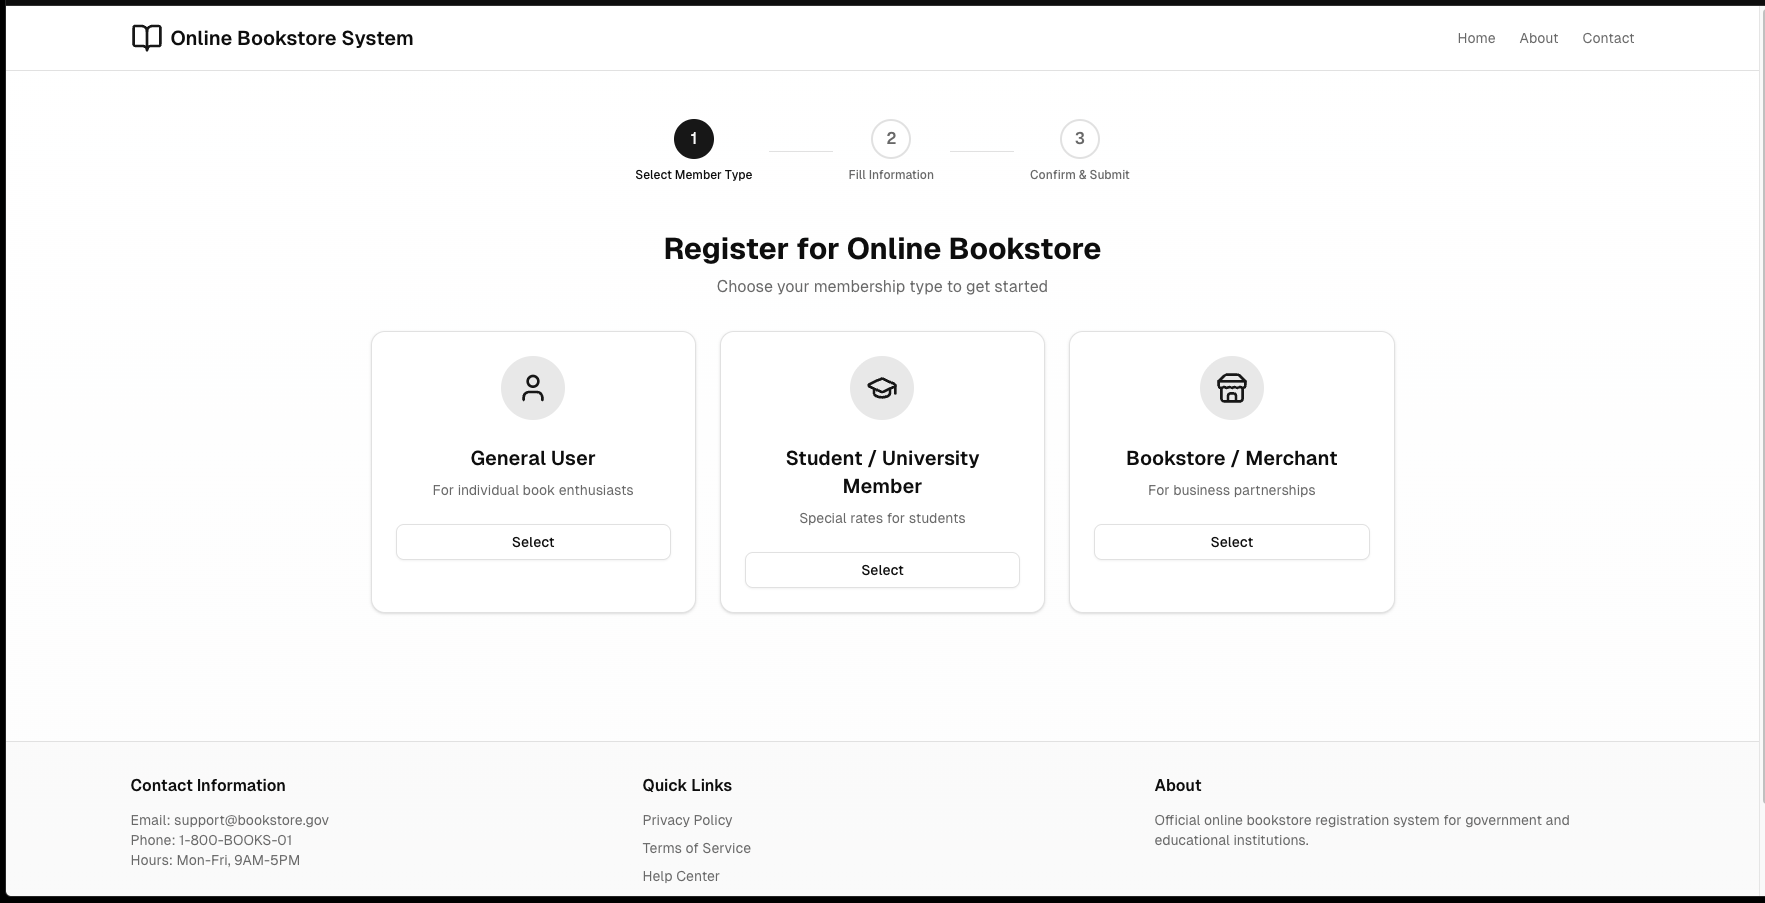 Online Bookstore System
Home About Contact
1 2 3
Select Member Type Fill Information Confirm & Submit
Register for Online Bookstore
Choose your membership type to get started
General User
For individual book enthusiasts
Select
Student / University
Member
Special rates for students
Select
Bookstore / Merchant
For business partnerships
Select
Contact Information
Email: support@bookstore.gov
Phone: 1-800-BOOKS-01
Hours: Mon-Fri, 9AM-5PM
Quick Links
Privacy Policy
Terms of Service
Help Center
About
Official online bookstore registration system for government and
educational institutions.